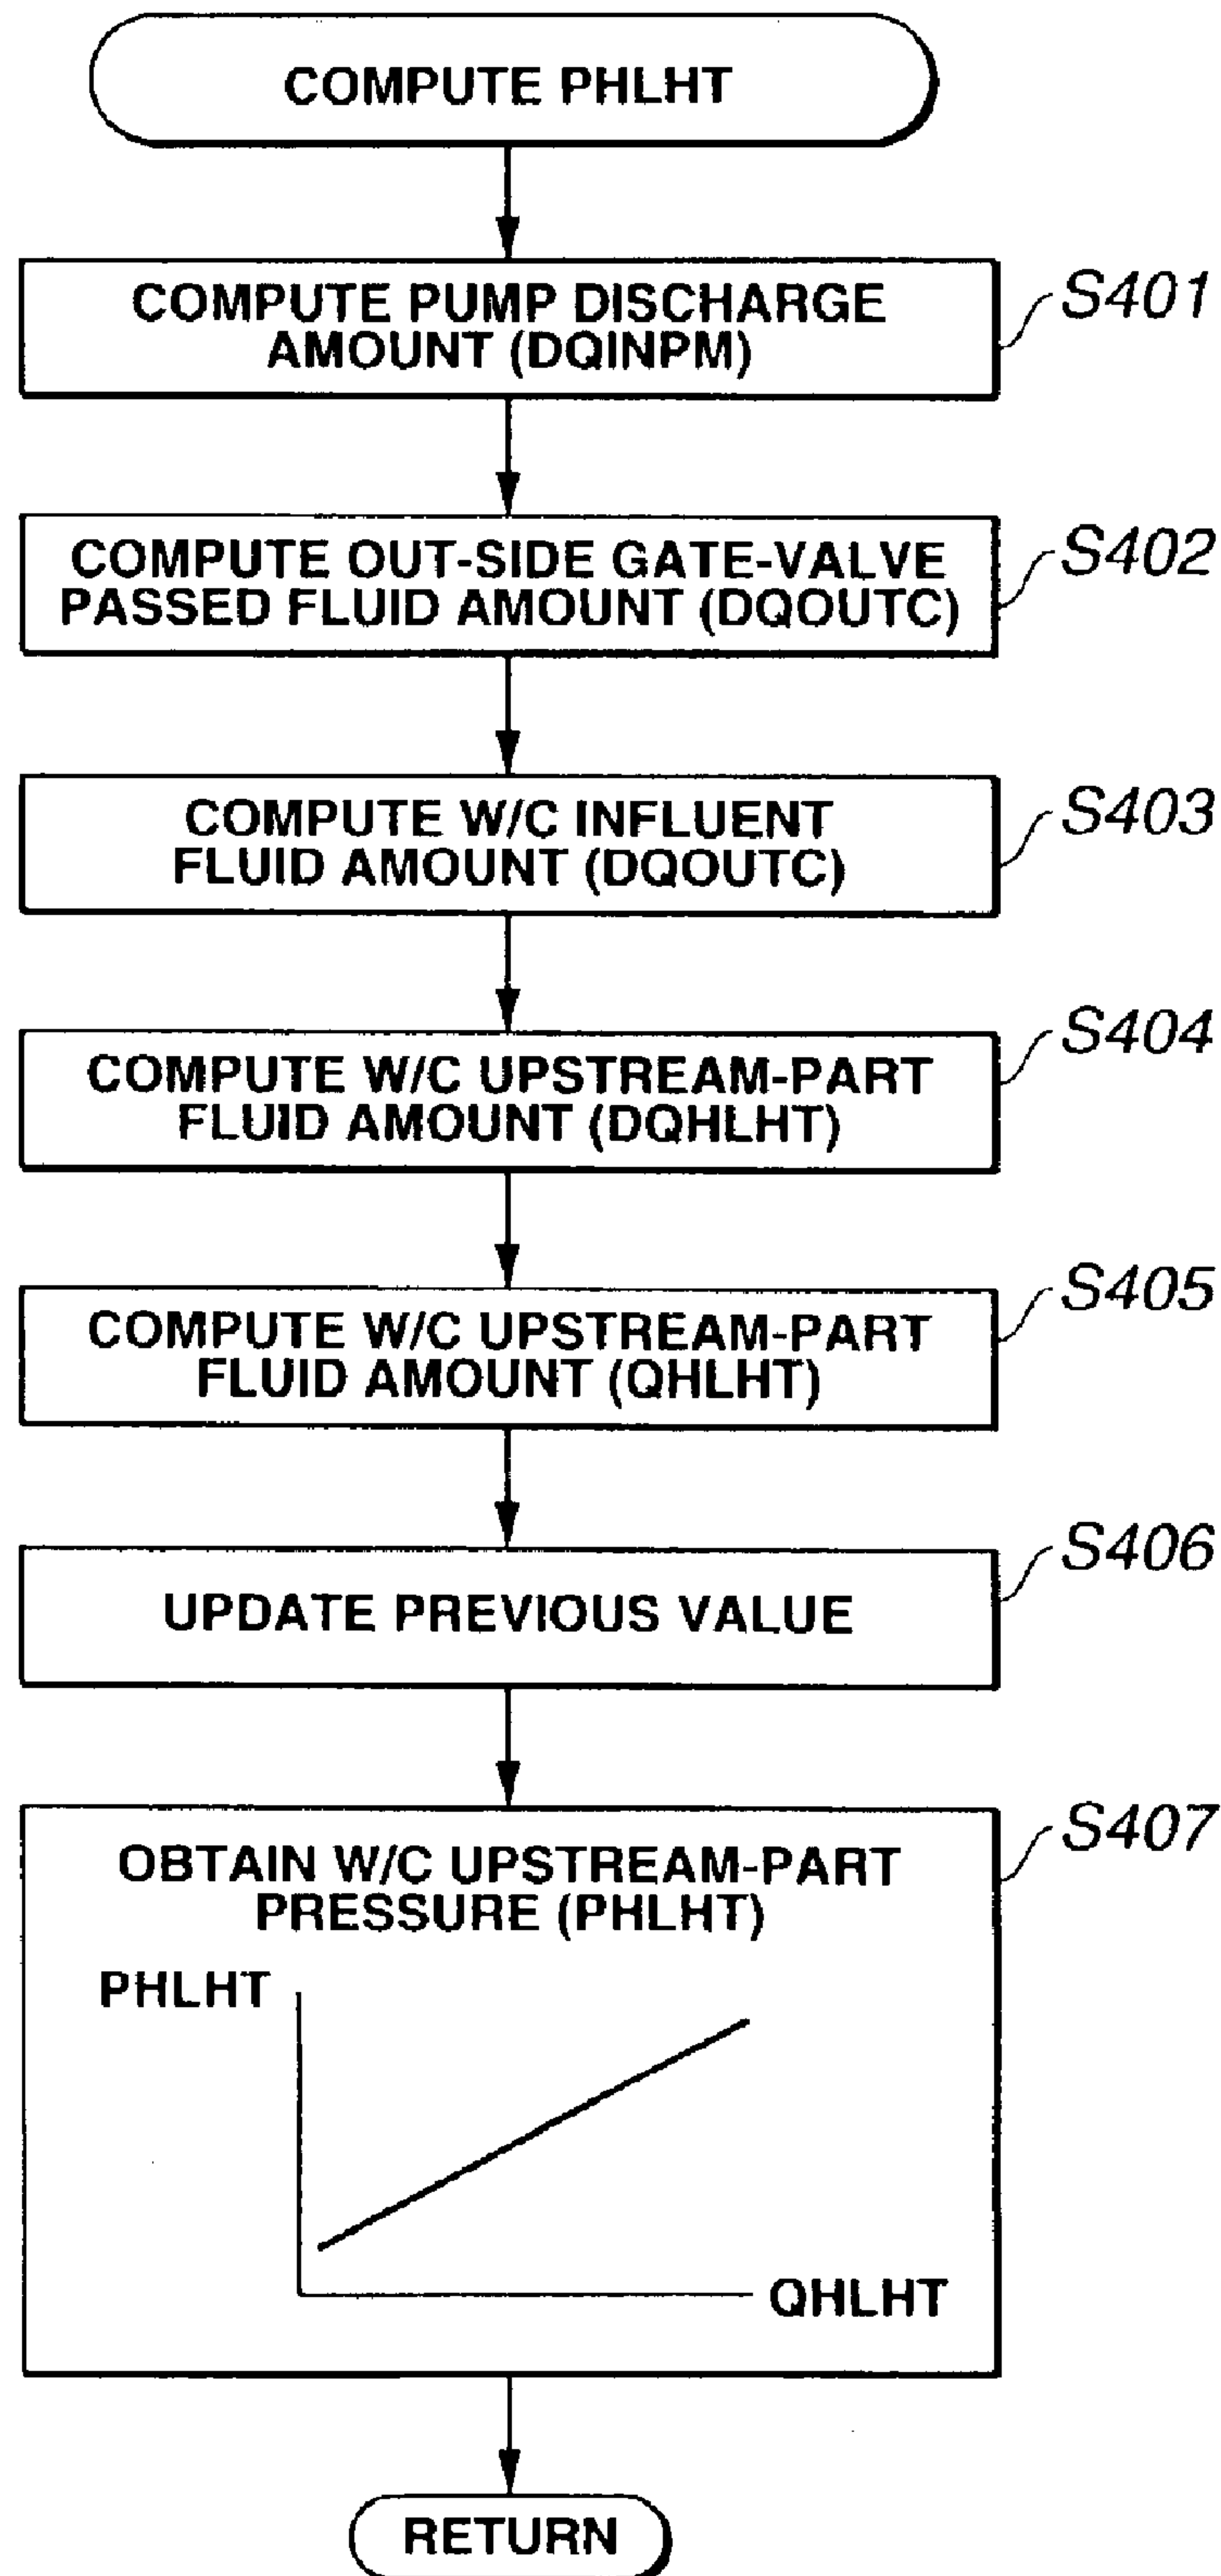 COMPUTE PHLHT
COMPUTE PUMP DISCHARGE
AMOUNT (DQINPM)
S401
COMPUTE OUT-SIDE GATE-VALVE
PASSED FLUID AMOUNT (DQOUTC)
S402
COMPUTE W/C INFLUENT
FLUID AMOUNT (DQOUTC)
S403
COMPUTE W/C UPSTREAM-PART
FLUID AMOUNT (DQHLHT)
S404
COMPUTE W/C UPSTREAM-PART
FLUID AMOUNT (QHLHT)
S405
UPDATE PREVIOUS VALUE
S406
OBTAIN W/C UPSTREAM-PART
PRESSURE (PHLHT)
S407
PHLHT
QHLHT
RETURN